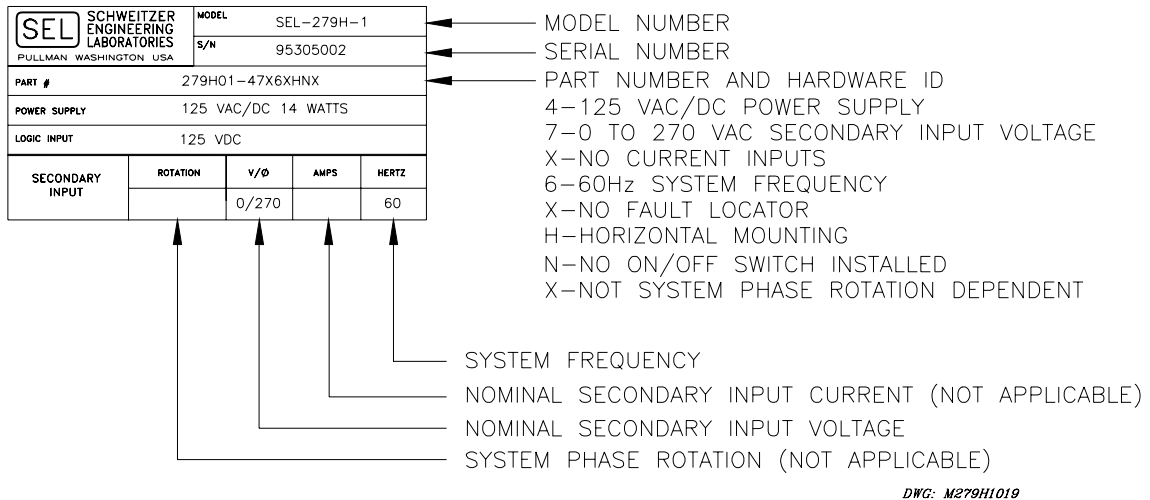 SEL SCHWEITZER
ENGINEERING
LABORATORIES
PULLMAN WASHINGTON USA
MODEL SEL-279H-1
S/N 95305002
PART # 279H01-47X6XHNX
POWER SUPPLY 125 VAC/DC 14 WATTS
LOGIC INPUT 125 VDC
SECONDARY
INPUT
ROTATION V/Ø AMPS HERTZ
0/270 60
MODEL NUMBER
SERIAL NUMBER
PART NUMBER AND HARDWARE ID
4-125 VAC/DC POWER SUPPLY
7-0 TO 270 VAC SECONDARY INPUT VOLTAGE
X-NO CURRENT INPUTS
6-60Hz SYSTEM FREQUENCY
X-NO FAULT LOCATOR
H-HORIZONTAL MOUNTING
N-NO ON/OFF SWITCH INSTALLED
X-NOT SYSTEM PHASE ROTATION DEPENDENT
SYSTEM FREQUENCY
NOMINAL SECONDARY INPUT CURRENT (NOT APPLICABLE)
NOMINAL SECONDARY INPUT VOLTAGE
SYSTEM PHASE ROTATION (NOT APPLICABLE)
DWG: M279H1019